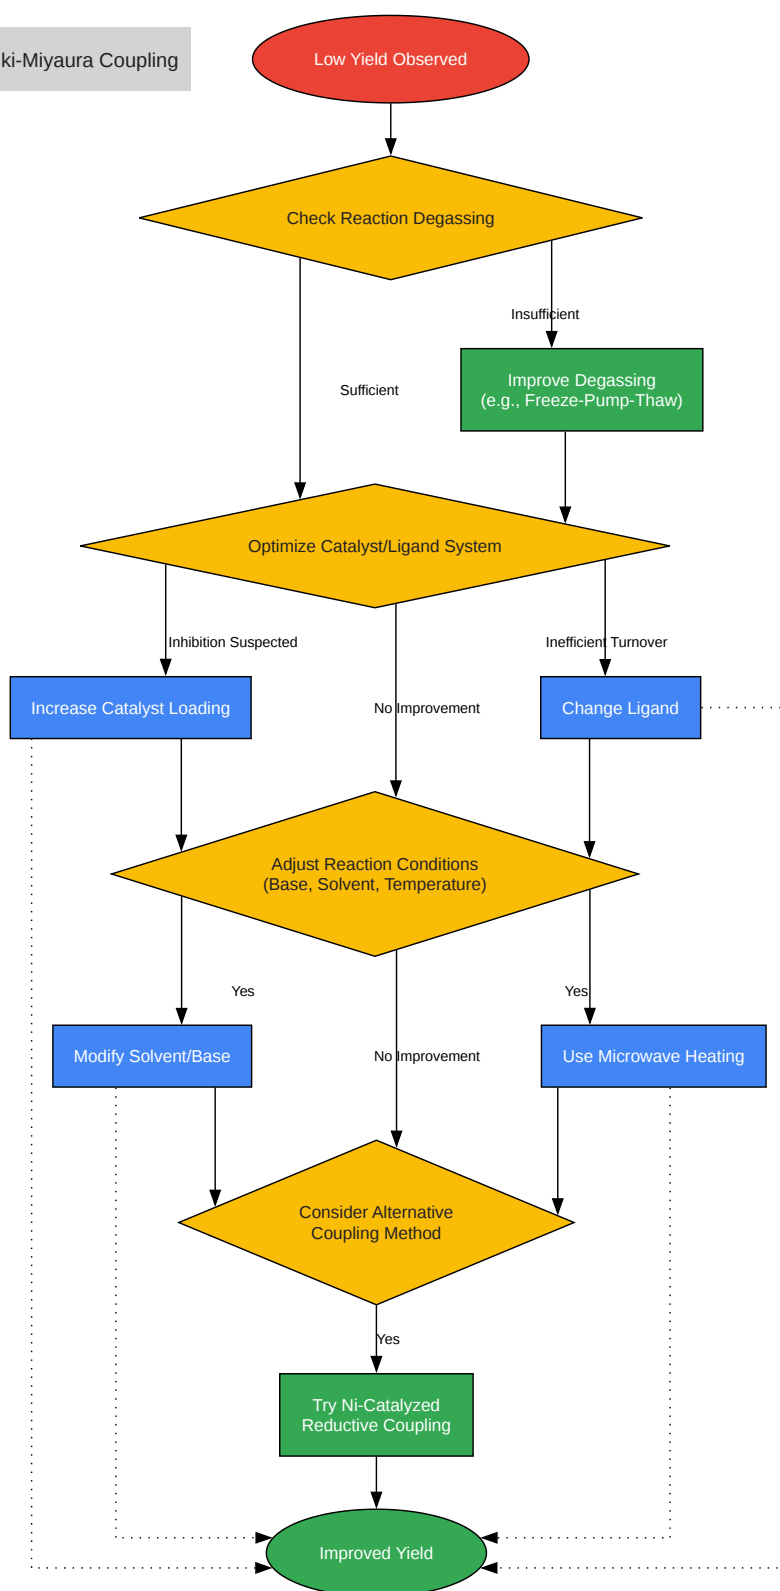 ki-Miyaura Coupling
Low Yield Observed
Check Reaction Degassing
Insufficient
Improve Degassing
(e.g., Freeze-Pump-Thaw)
Sufficient
Optimize Catalyst/Ligand System
Inhibition Suspected
Inefficient Turnover
Increase Catalyst Loading
No Improvement
Change Ligand
Adjust Reaction Conditions
(Base, Solvent, Temperature)
Yes
Yes
Modify Solvent/Base
No Improvement
Use Microwave Heating
Consider Alternative
Coupling Method
Yes
Try Ni-Catalyzed
Reductive Coupling
Improved Yield